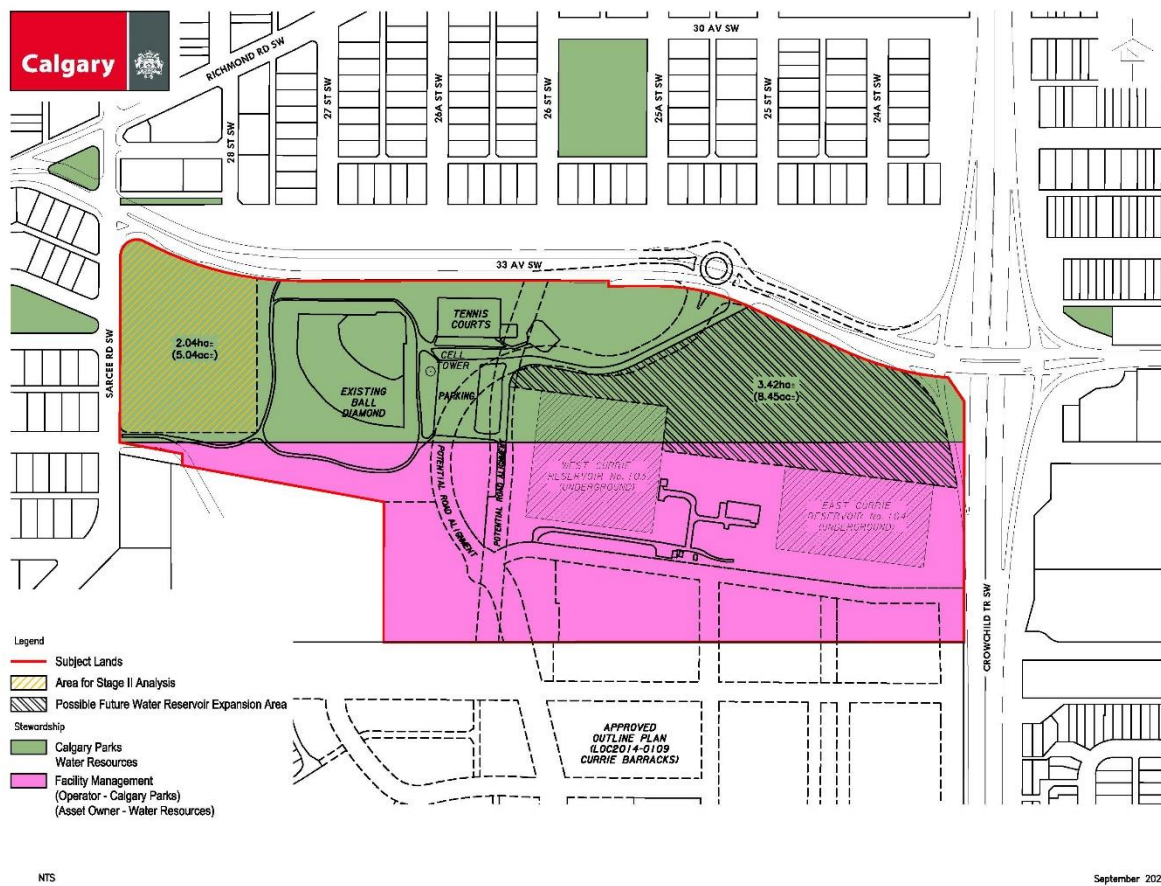 Calgary
30 AV SW
RICHMOND RD SW
28 ST SW
27 ST SW
26A ST SW
26 ST SW
25A ST SW
25 ST SW
24A ST SW
33 AV SW
SARCEE RD SW
2.04ha±
(5.04ac±)
TENNIS
COURTS
CELL
TOWER
EXISTING
BALL
DIAMOND
PARKING
3.42ha±
(8.45ac±)
POTENTIAL ROAD ALIGNMENT
POTENTIAL ROAD ALIGNMENT
WEST CURRIE
RESERVOIR No. 103
(UNDERGROUND)
EAST CURRIE
RESERVOIR No. 104
(UNDERGROUND)
CROWCHILD TR SW
APPROVED
OUTLINE PLAN
(LOC2014-0109
CURRIE BARRACKS)
Legend
Subject Lands
Area for Stage II Analysis
Possible Future Water Reservoir Expansion Area
Stewardship
Calgary Parks
Water Resources
Facility Management
(Operator - Calgary Parks)
(Asset Owner - Water Resources)
NTS
September 202